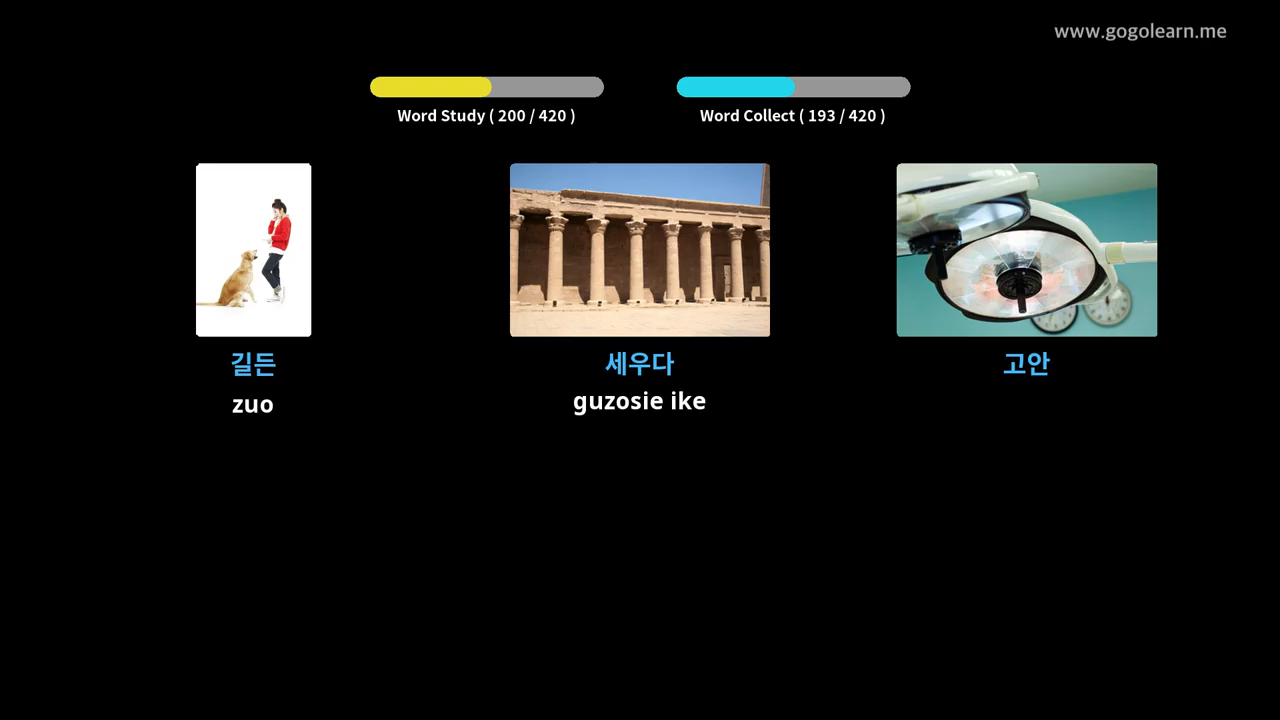 www.gogolearn.me
Word Study ( 200 / 420 )
Word Collect ( 193 / 420 )
길든
세우다
고안
zuo
guzosie ike